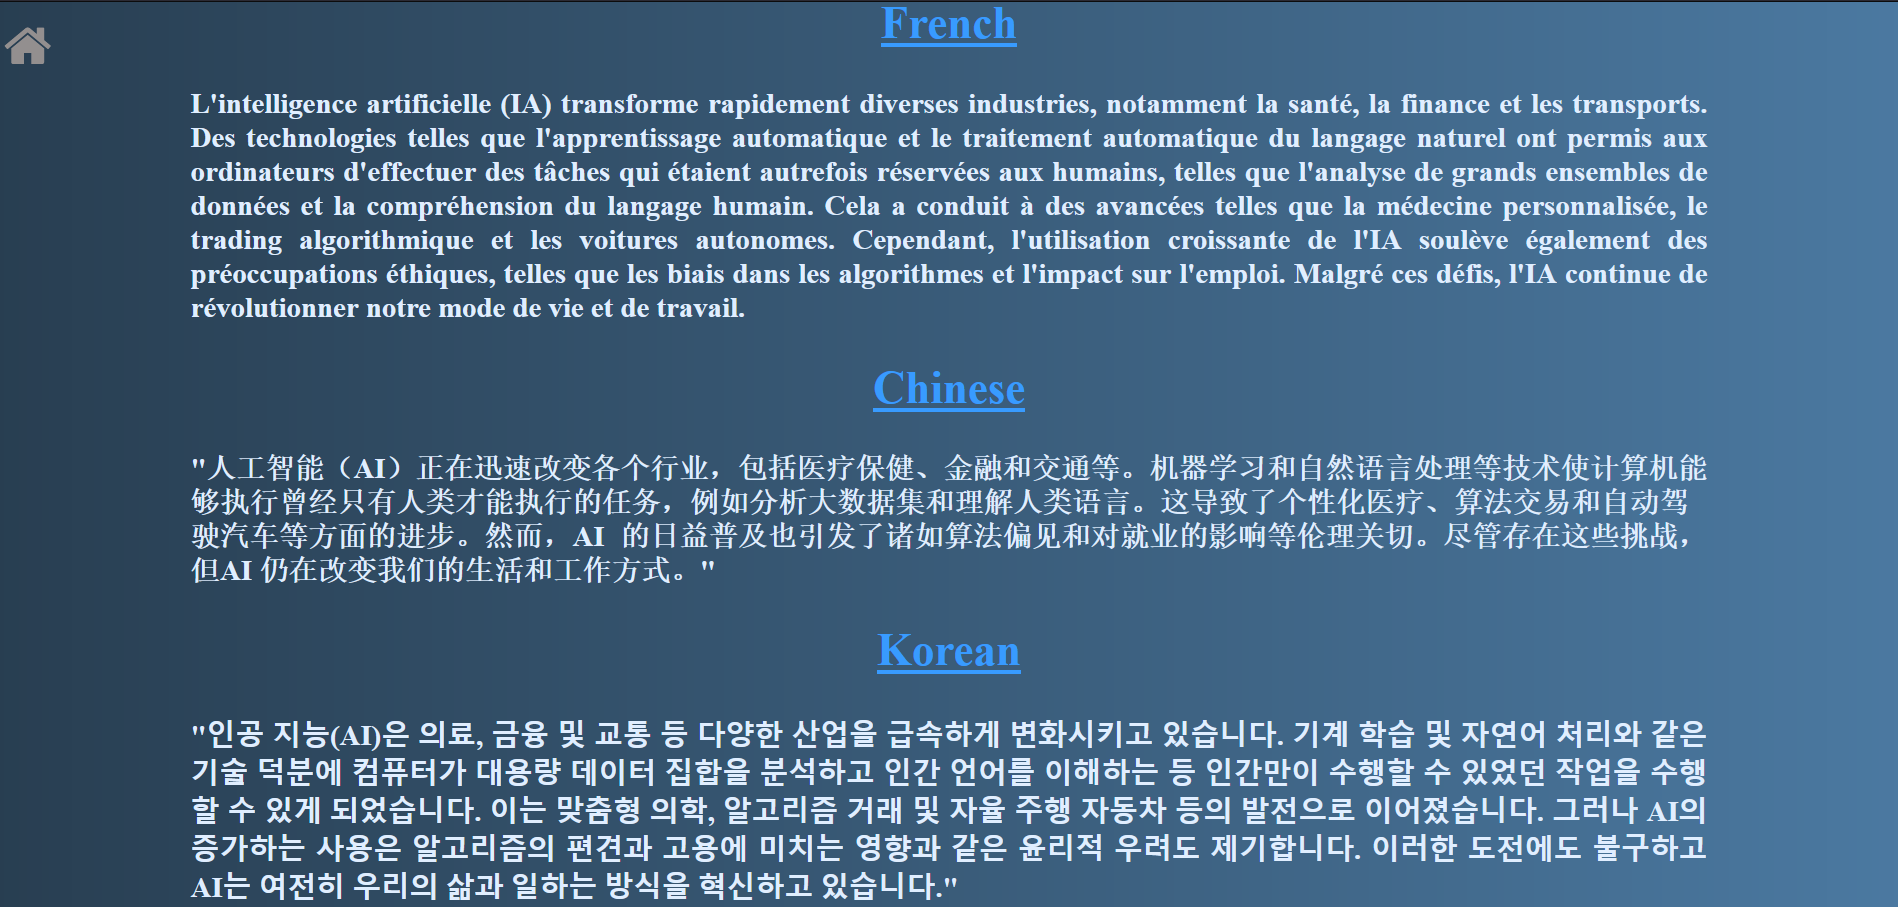 French
L'intelligence artificielle (IA) transforme rapidement diverses industries, notamment la santé, la finance et les transports.
Des technologies telles que l'apprentissage automatique et le traitement automatique du langage naturel ont permis aux
ordinateurs d'effectuer des tâches qui étaient autrefois réservées aux humains, telles que l'analyse de grands ensembles de
données et la compréhension du langage humain. Cela a conduit à des avancées telles que la médecine personnalisée, le
trading algorithmique et les voitures autonomes. Cependant, l'utilisation croissante de l'IA soulève également des
préoccupations éthiques, telles que les biais dans les algorithmes et l'impact sur l'emploi. Malgré ces défis, l'IA continue de
révolutionner notre mode de vie et de travail.
Chinese
"人工智能（AI）正在迅速改变各个行业，包括医疗保健、金融和交通等。机器学习和自然语言处理等技术使计算机能
够执行曾经只有人类才能执行的任务，例如分析大数据集和理解人类语言。这导致了个性化医疗、算法交易和自动驾
驶汽车等方面的进步。然而，AI 的日益普及也引发了诸如算法偏见和对就业的影响等伦理关切。尽管存在这些挑战，
但AI 仍在改变我们的生活和工作方式。"
Korean
"인공 지능(AI)은 의료, 금융 및 교통 등 다양한 산업을 급속하게 변화시키고 있습니다. 기계 학습 및 자연어 처리와 같은
기술 덕분에 컴퓨터가 대용량 데이터 집합을 분석하고 인간 언어를 이해하는 등 인간만이 수행할 수 있었던 작업을 수행
할 수 있게 되었습니다. 이는 맞춤형 의학, 알고리즘 거래 및 자율 주행 자동차 등의 발전으로 이어졌습니다. 그러나 AI의
증가하는 사용은 알고리즘의 편견과 고용에 미치는 영향과 같은 윤리적 우려도 제기합니다. 이러한 도전에도 불구하고
AI는 여전히 우리의 삶과 일하는 방식을 혁신하고 있습니다."